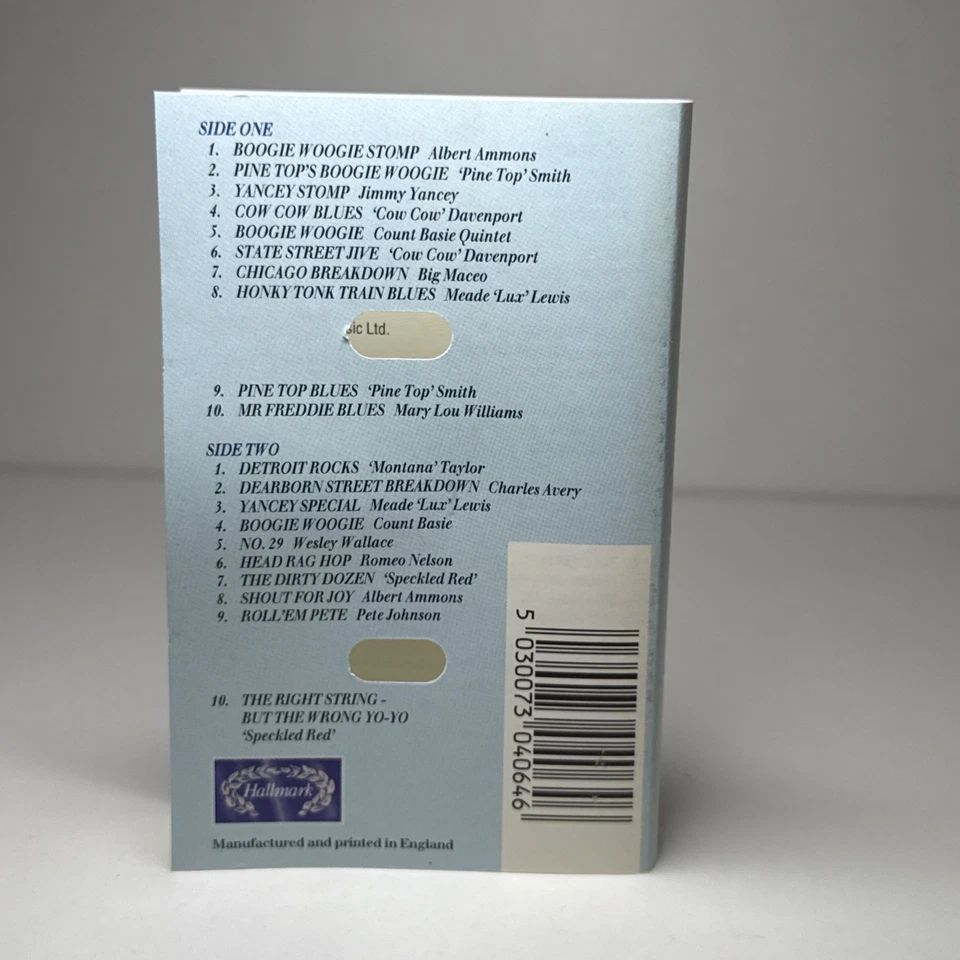 SIDE ONE
1. BOOGIE WOOGIE STOMP Albert Ammons
2. PINE TOP'S BOOGIE WOOGIE 'Pine Top' Smith
3. YANCEY STOMP Jimmy Yancey
4. COW COW BLUES 'Cow Cow' Davenport
5. BOOGIE WOOGIE Count Basie Quintet
6. STATE STREET JIVE 'Cow Cow' Davenport
7. CHICAGO BREAKDOWN Big Maceo
8. HONKY TONK TRAIN BLUES Meade 'Lux' Lewis
sic Ltd.
9. PINE TOP BLUES 'Pine Top' Smith
10. MR FREDDIE BLUES Mary Lou Williams
SIDE TWO
1. DETROIT ROCKS 'Montana' Taylor
2. DEARBORN STREET BREAKDOWN Charles Avery
3. YANCEY SPECIAL Meade 'Lux' Lewis
4. BOOGIE WOOGIE Count Basie
5. NO. 29 Wesley Wallace
6. HEAD RAG HOP Romeo Nelson
7. THE DIRTY DOZEN 'Speckled Red'
8. SHOUT FOR JOY Albert Ammons
9. ROLL'EM PETE Pete Johnson
10. THE RIGHT STRING -
BUT THE WRONG YO-YO
'Speckled Red'
Hallmark
Manufactured and printed in England
5 030073 040646